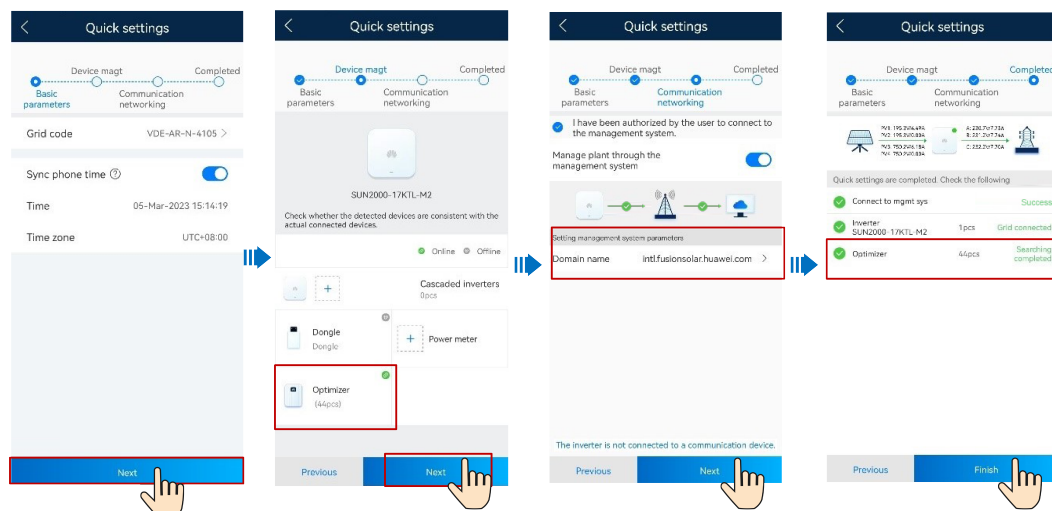 Quick settings
Device magt
Completed
Basic
parameters
Communication
networking
Grid code
VDE-AR-N-4105 >
Sync phone time ?
Time
05-Mar-2023 15:14:19
Time zone
UTC+08:00
Next
Quick settings
Device magt
Completed
Basic
parameters
Communication
networking
SUN2000-17KTL-M2
Check whether the detected devices are consistent with the
actual connected devices.
Online
Offline
Cascaded inverters
0pcs
Dongle
Dongle
Power meter
Optimizer
(44pcs)
Previous
Next
Quick settings
Device magt
Completed
Basic
parameters
Communication
networking
I have been authorized by the user to connect to
the management system.
Manage plant through the
management system
Setting management system parameters
Domain name
intl.fusionsolar.huawei.com >
The inverter is not connected to a communication device.
Previous
Next
Quick settings
Device magt
Completed
Basic
parameters
Communication
networking
Quick settings are completed. Check the following
Connect to mgmt sys
Success
Inverter
SUN2000-17KTL-M2
1pcs
Grid connected
Optimizer
44pcs
Searching
completed
Previous
Finish